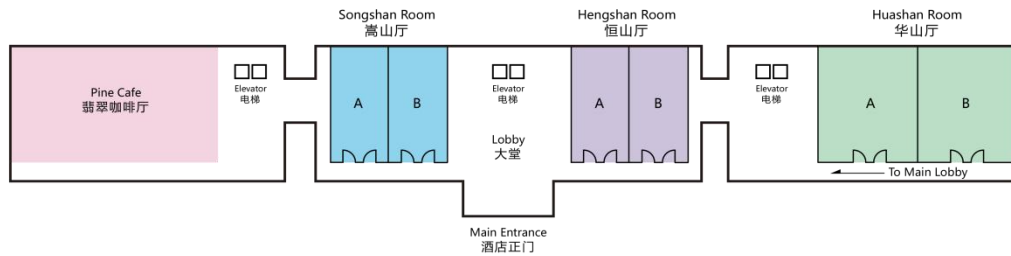 Songshan Room
嵩山厅
Hengshan Room
恒山厅
Huashan Room
华山厅
Pine Cafe
翡翠咖啡厅
Elevator
电梯
A
B
Elevator
电梯
Lobby
大堂
A
B
Elevator
电梯
A
B
To Main Lobby
Main Entrance
酒店正门